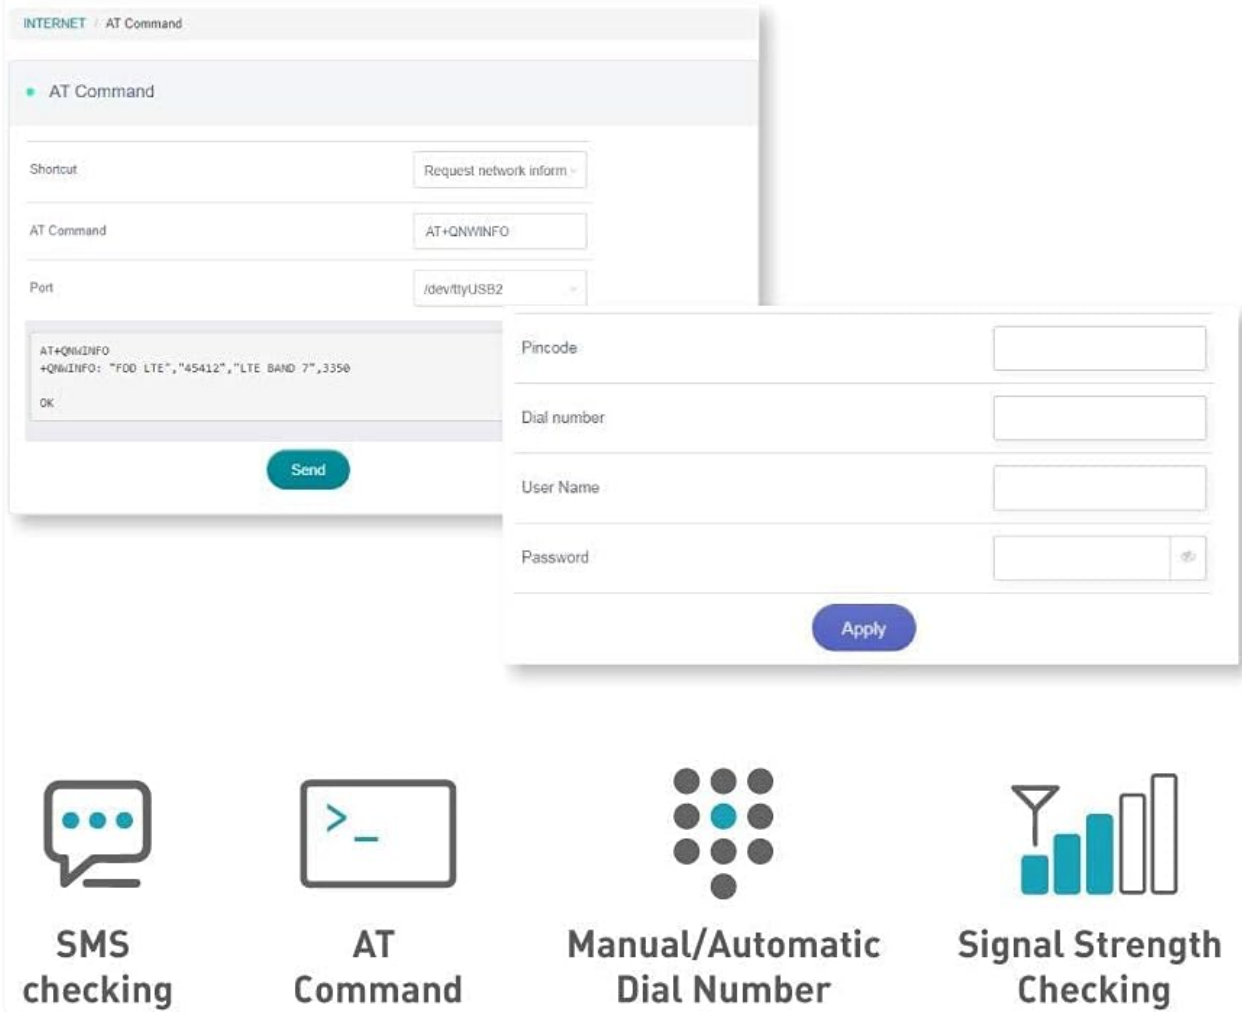 INTERNET / AT Command
AT Command
Shortcut
Request network inform
AT Command
AT+QNWINFO
Port
/dev/ttyUSB2
AT+QNWINFO
+QNWINFO: "FDD LTE","45412","LTE BAND 7",3350
OK
Send
Pincode
Dial number
User Name
Password
Apply
>_
SMS
checking
AT
Command
Manual/Automatic
Dial Number
Signal Strength
Checking